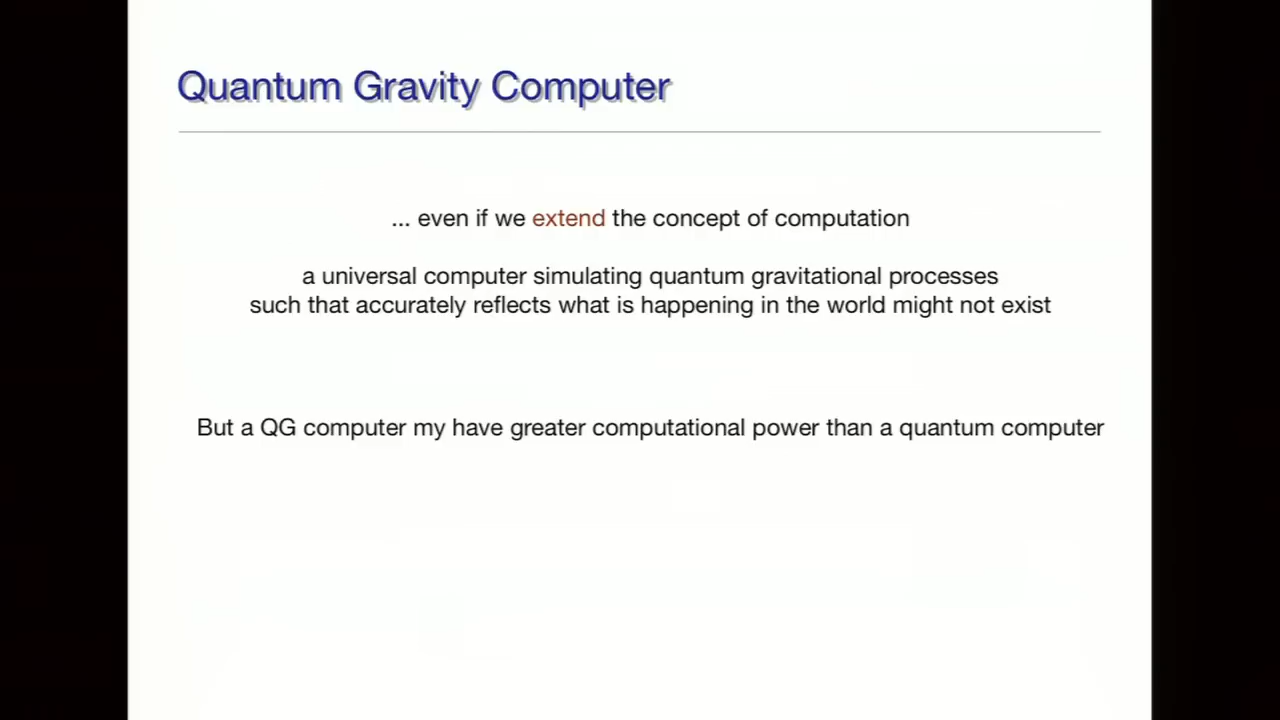 Quantum Gravity Computer
... even if we extend the concept of computation
a universal computer simulating quantum gravitational processes
such that accurately reflects what is happening in the world might not exist
But a QG computer my have greater computational power than a quantum computer